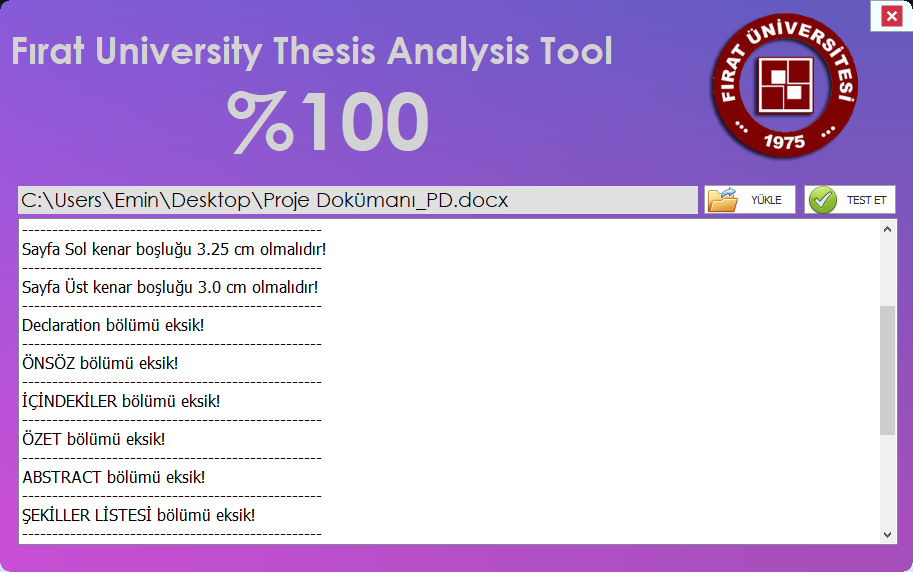 Fırat University Thesis Analysis Tool
%100
FIRAT ÜNİVERSİTESİ
1975
C:\Users\Emin\Desktop\Proje Dokümanı_PD.docx
YÜKLE
TEST ET
--------------------------------------------------
Sayfa Sol kenar boşluğu 3.25 cm olmalıdır!
--------------------------------------------------
Sayfa Üst kenar boşluğu 3.0 cm olmalıdır!
--------------------------------------------------
Declaration bölümü eksik!
--------------------------------------------------
ÖNSÖZ bölümü eksik!
--------------------------------------------------
İÇİNDEKİLER bölümü eksik!
--------------------------------------------------
ÖZET bölümü eksik!
--------------------------------------------------
ABSTRACT bölümü eksik!
--------------------------------------------------
ŞEKİLLER LİSTESİ bölümü eksik!
--------------------------------------------------